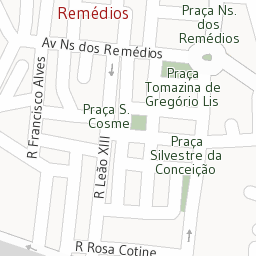 Remédios
Praça Ns.
dos
Remédios
Av Ns dos Remédios
Praça
Tomazina de
Gregório Lis
R Francisco Alves
Praça S.
Cosme
R Leão XIII
Praça
Silvestre da
Conceição
R Rosa Cotine